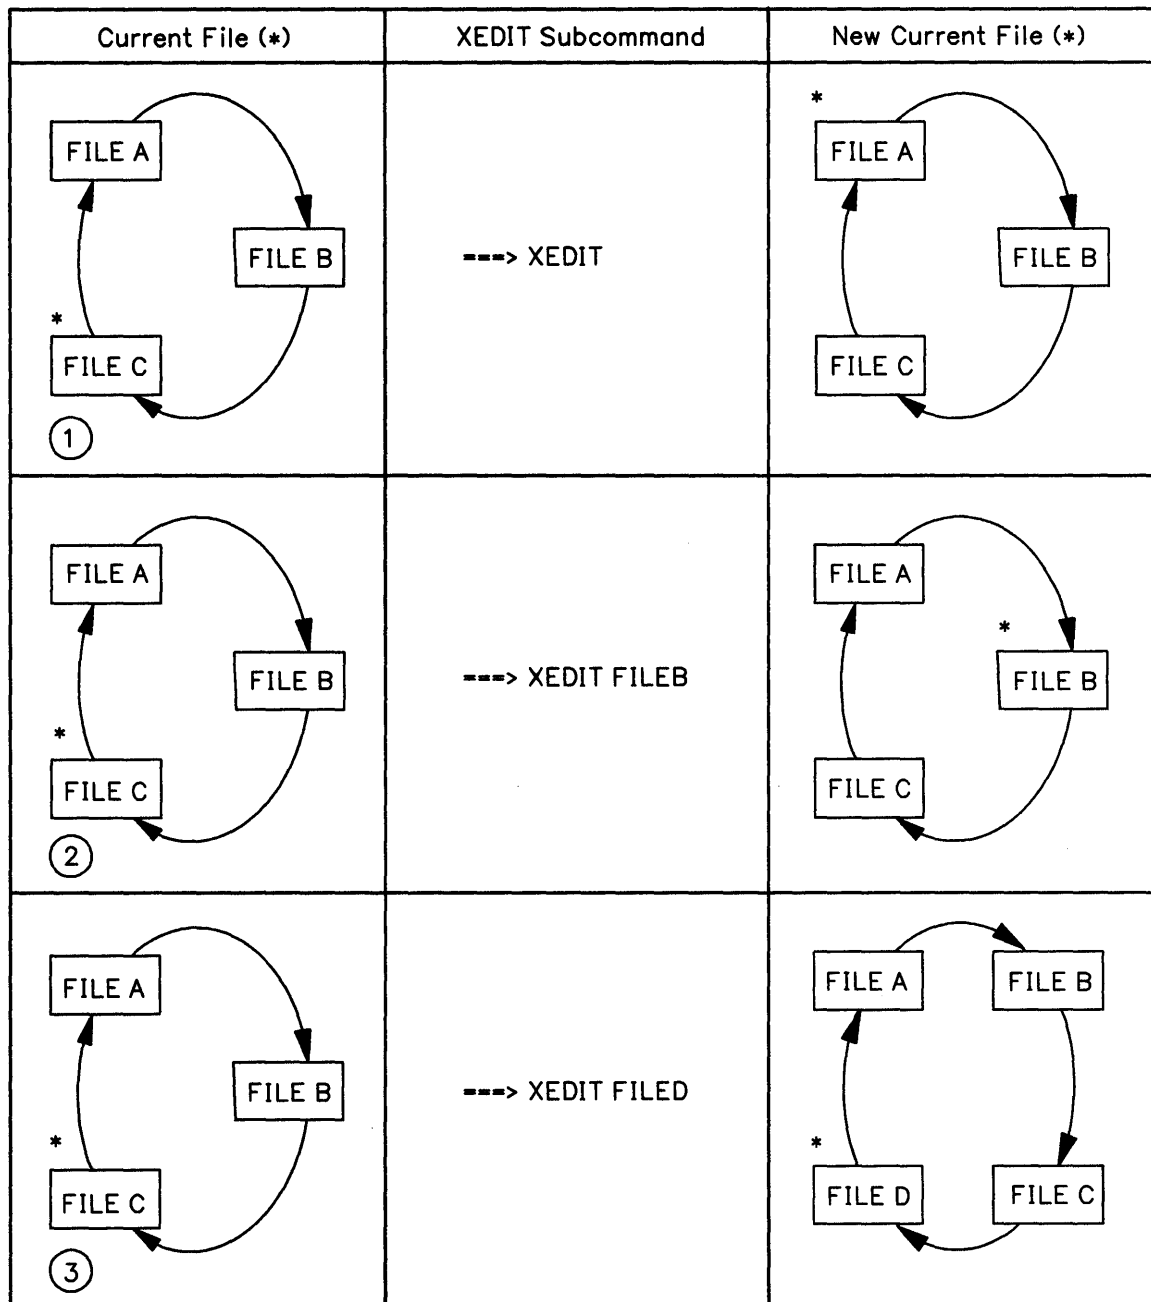 Current File (*)
XEDIT Subcommand
New Current File (*)
FILE A
FILE B
*
FILE C
1
===> XEDIT
*
FILE A
FILE B
FILE C
FILE A
FILE B
*
FILE C
2
===> XEDIT FILEB
FILE A
*
FILE B
FILE C
FILE A
FILE B
*
FILE C
3
===> XEDIT FILED
FILE A
FILE B
*
FILE D
FILE C